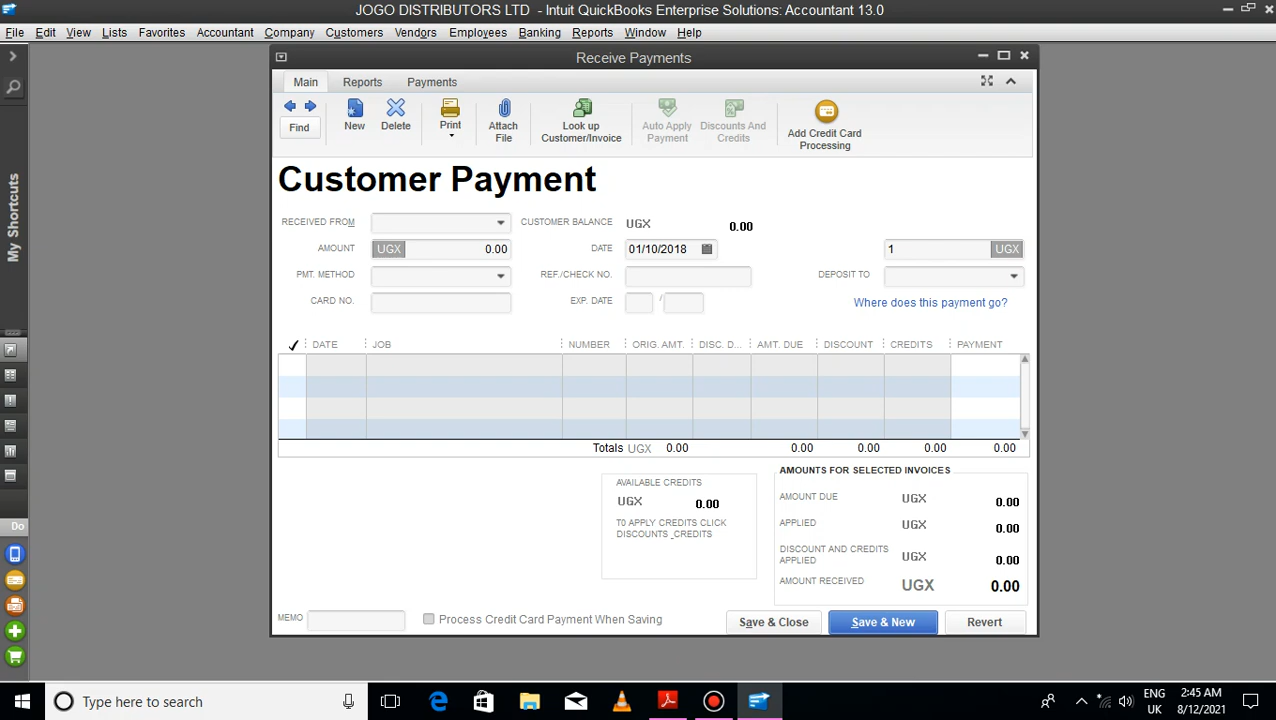 JOGO DISTRIBUTORS LTD - Intuit QuickBooks Enterprise Solutions: Accountant 13.0
File Edit View Lists Favorites Accountant Company Customers Vendors Employees Banking Reports Window Help
Receive Payments
Main Reports Payments
Find
New
Delete
Print
Attach File
Look up Customer/Invoice
Auto Apply Payment
Discounts And Credits
Add Credit Card Processing
My Shortcuts
Do
Customer Payment
RECEIVED FROM CUSTOMER BALANCE UGX 0.00
AMOUNT UGX 0.00 DATE 01/10/2018 1 UGX
PMT. METHOD REF./CHECK NO. DEPOSIT TO
CARD NO. EXP. DATE / Where does this payment go?
DATE JOB NUMBER ORIG. AMT. DISC. D... AMT. DUE DISCOUNT CREDITS PAYMENT
Totals UGX 0.00 0.00 0.00 0.00 0.00
AVAILABLE CREDITS
UGX 0.00
T0 APPLY CREDITS CLICK
DISCOUNTS _CREDITS
AMOUNTS FOR SELECTED INVOICES
AMOUNT DUE UGX 0.00
APPLIED UGX 0.00
DISCOUNT AND CREDITS
APPLIED UGX 0.00
AMOUNT RECEIVED UGX 0.00
MEMO Process Credit Card Payment When Saving Save & Close Save & New Revert
Type here to search
ENG
UK
2:45 AM
8/12/2021